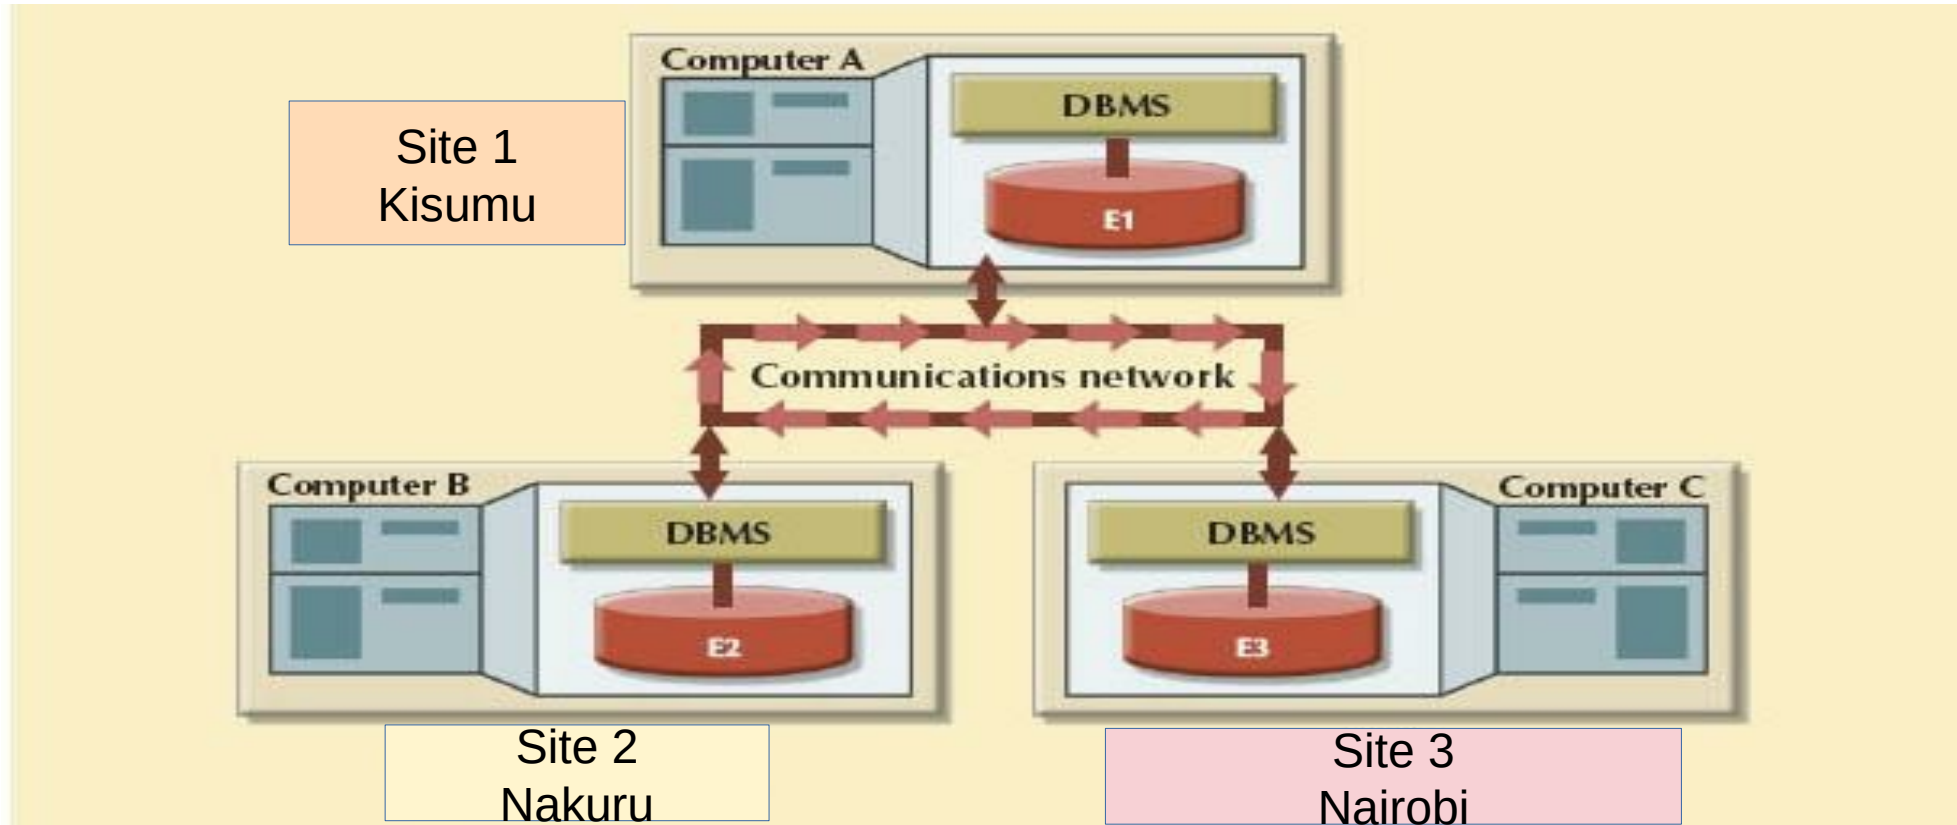 Computer A
DBMS
Site 1
Kisumu
E1
Communications network
Computer B
Computer C
DBMS
DBMS
E2
E3
Site 2
Nakuru
Site 3
Nairobi